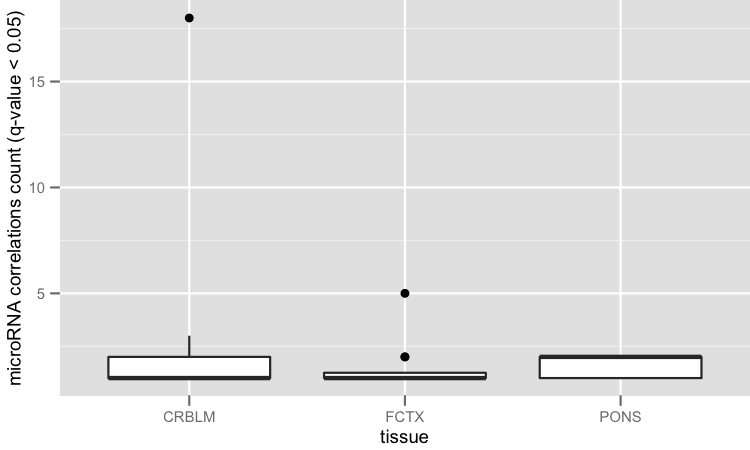 microRNA correlations count (q-value < 0.05)
15
10
5
CRBLM FCTX PONS
tissue